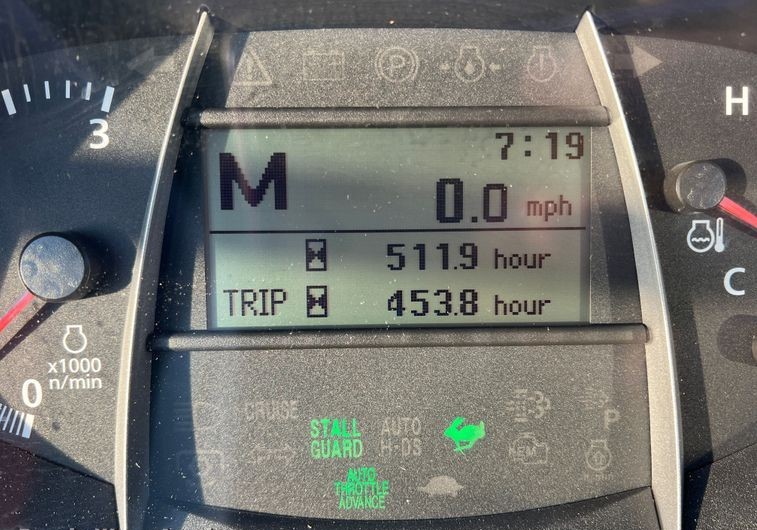 P
H
3
7:19
M
0.0 mph
511.9 hour
TRIP 453.8 hour
C
x1000
n/min
0
CRUISE
STALL
GUARD
AUTO
H-DS
P
AUTO
THROTTLE
ADVANCE